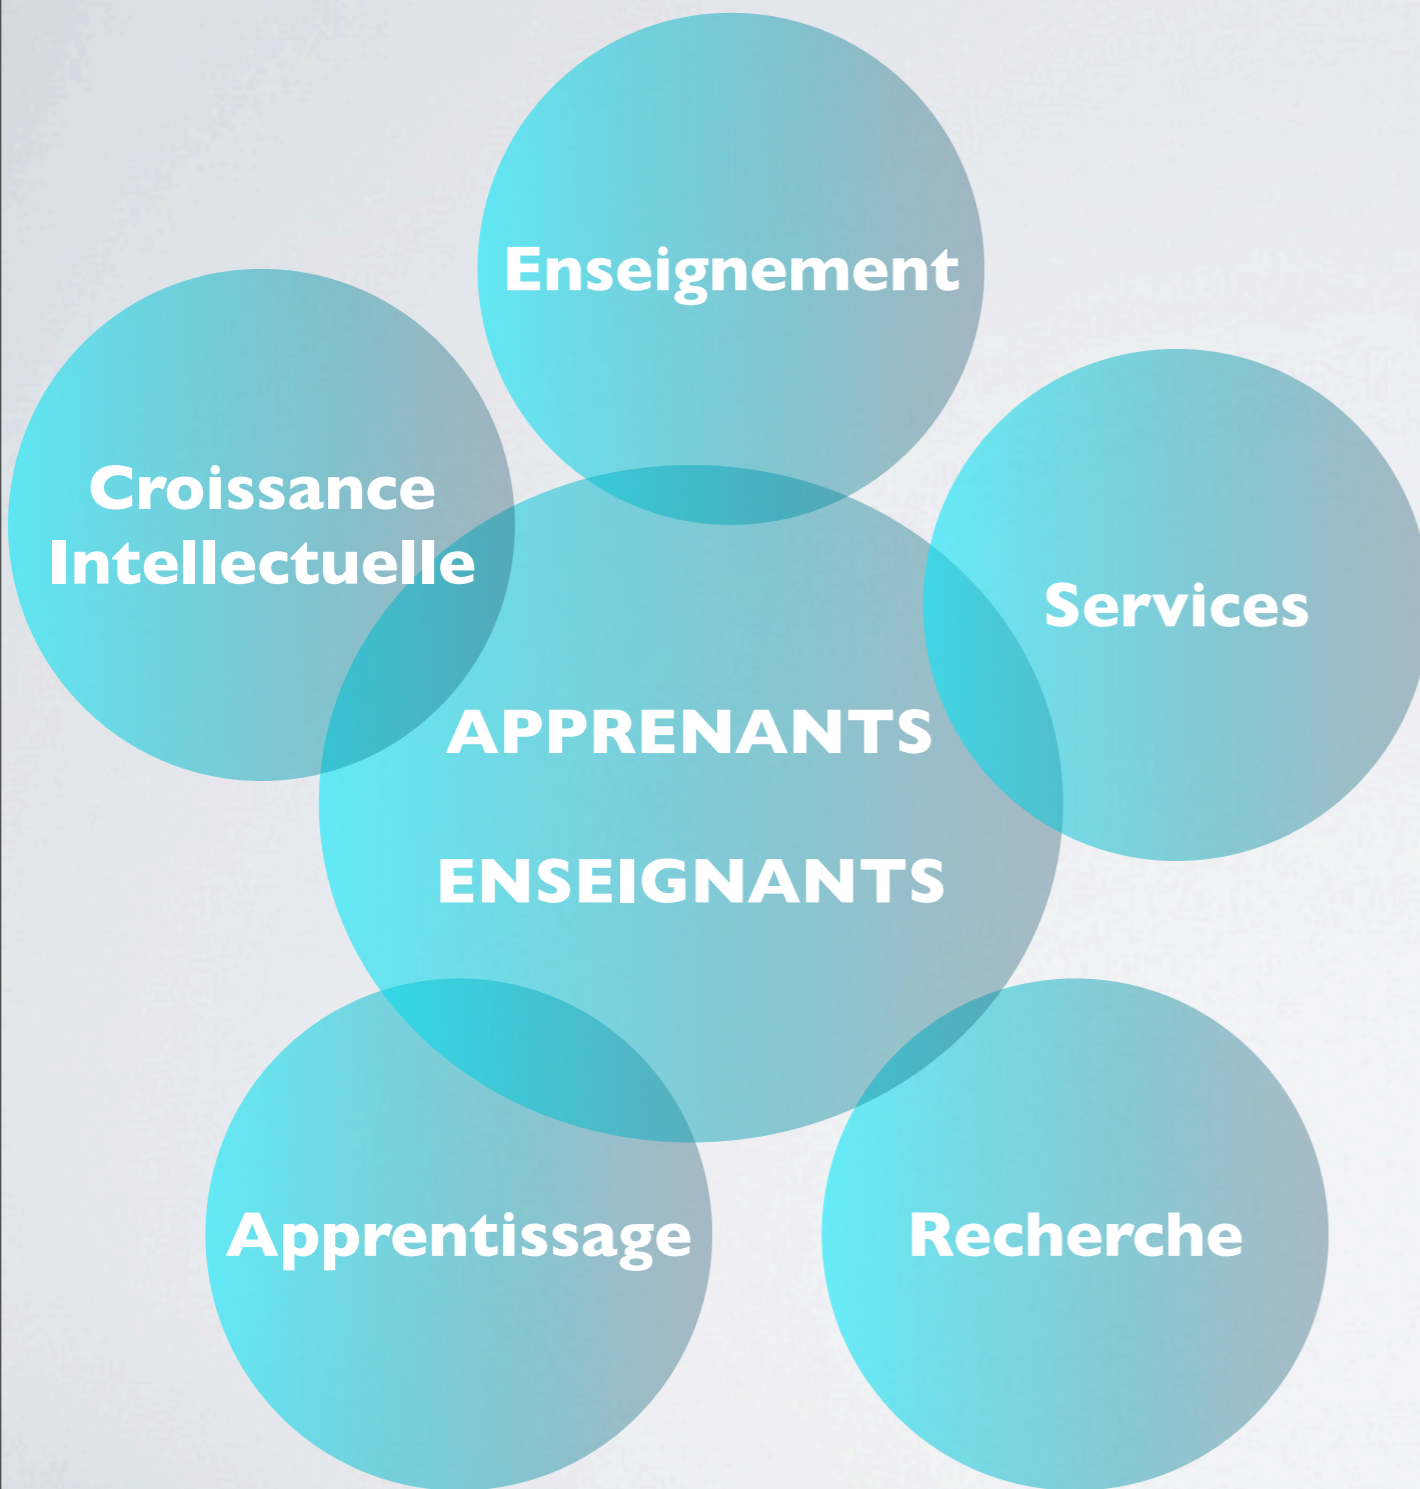 Enseignement
Croissance
Intellectuelle
Services
APPRENANTS
ENSEIGNANTS
Apprentissage
Recherche